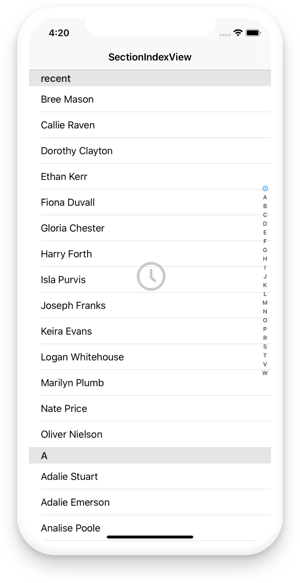 4:20
SectionIndexView
recent
Bree Mason
Callie Raven
Dorothy Clayton
Ethan Kerr
Fiona Duvall
Gloria Chester
Harry Forth
Isla Purvis
Joseph Franks
Keira Evans
Logan Whitehouse
Marilyn Plumb
Nate Price
Oliver Nielson
A
Adalie Stuart
Adalie Emerson
Analise Poole
A
B
C
D
E
F
G
H
I
J
K
L
M
N
O
P
R
S
T
V
W